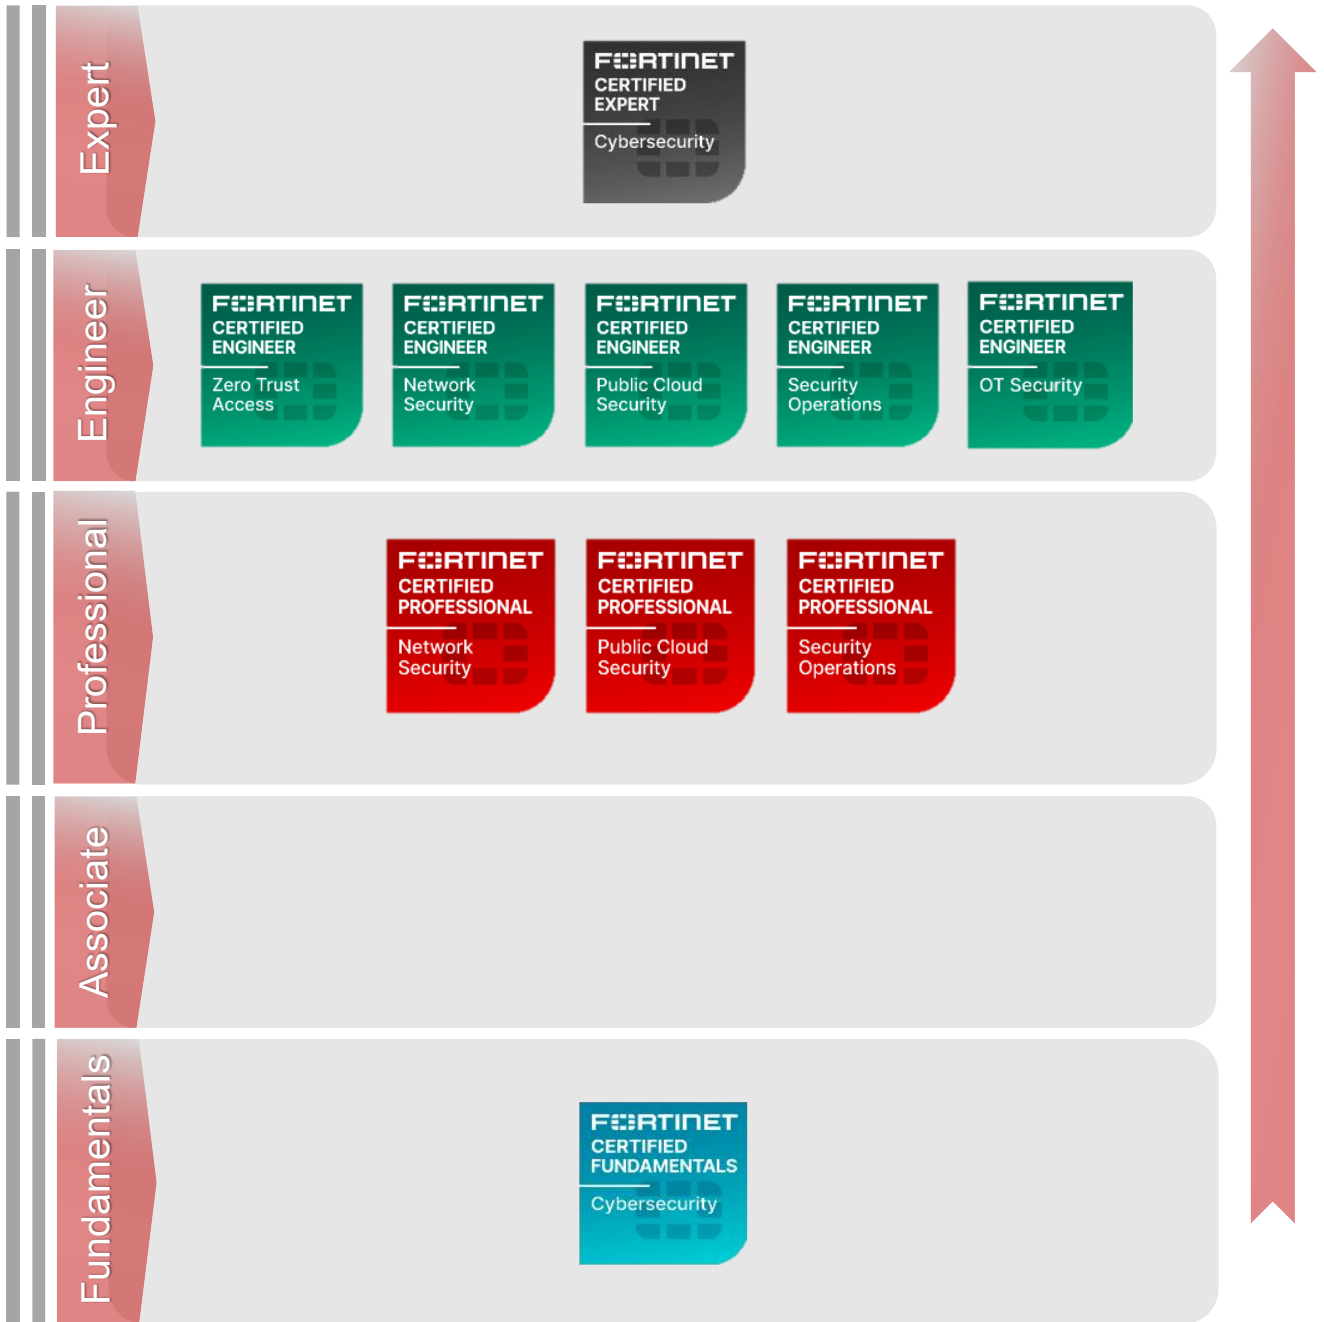 Expert
FORTINET
CERTIFIED
EXPERT
Cybersecurity
Engineer
FORTINET
CERTIFIED
ENGINEER
Zero Trust
Access
FORTINET
CERTIFIED
ENGINEER
Network
Security
FORTINET
CERTIFIED
ENGINEER
Public Cloud
Security
FORTINET
CERTIFIED
ENGINEER
Security
Operations
FORTINET
CERTIFIED
ENGINEER
OT Security
Professional
FORTINET
CERTIFIED
PROFESSIONAL
Network
Security
FORTINET
CERTIFIED
PROFESSIONAL
Public Cloud
Security
FORTINET
CERTIFIED
PROFESSIONAL
Security
Operations
Associate
Fundamentals
FORTINET
CERTIFIED
FUNDAMENTALS
Cybersecurity